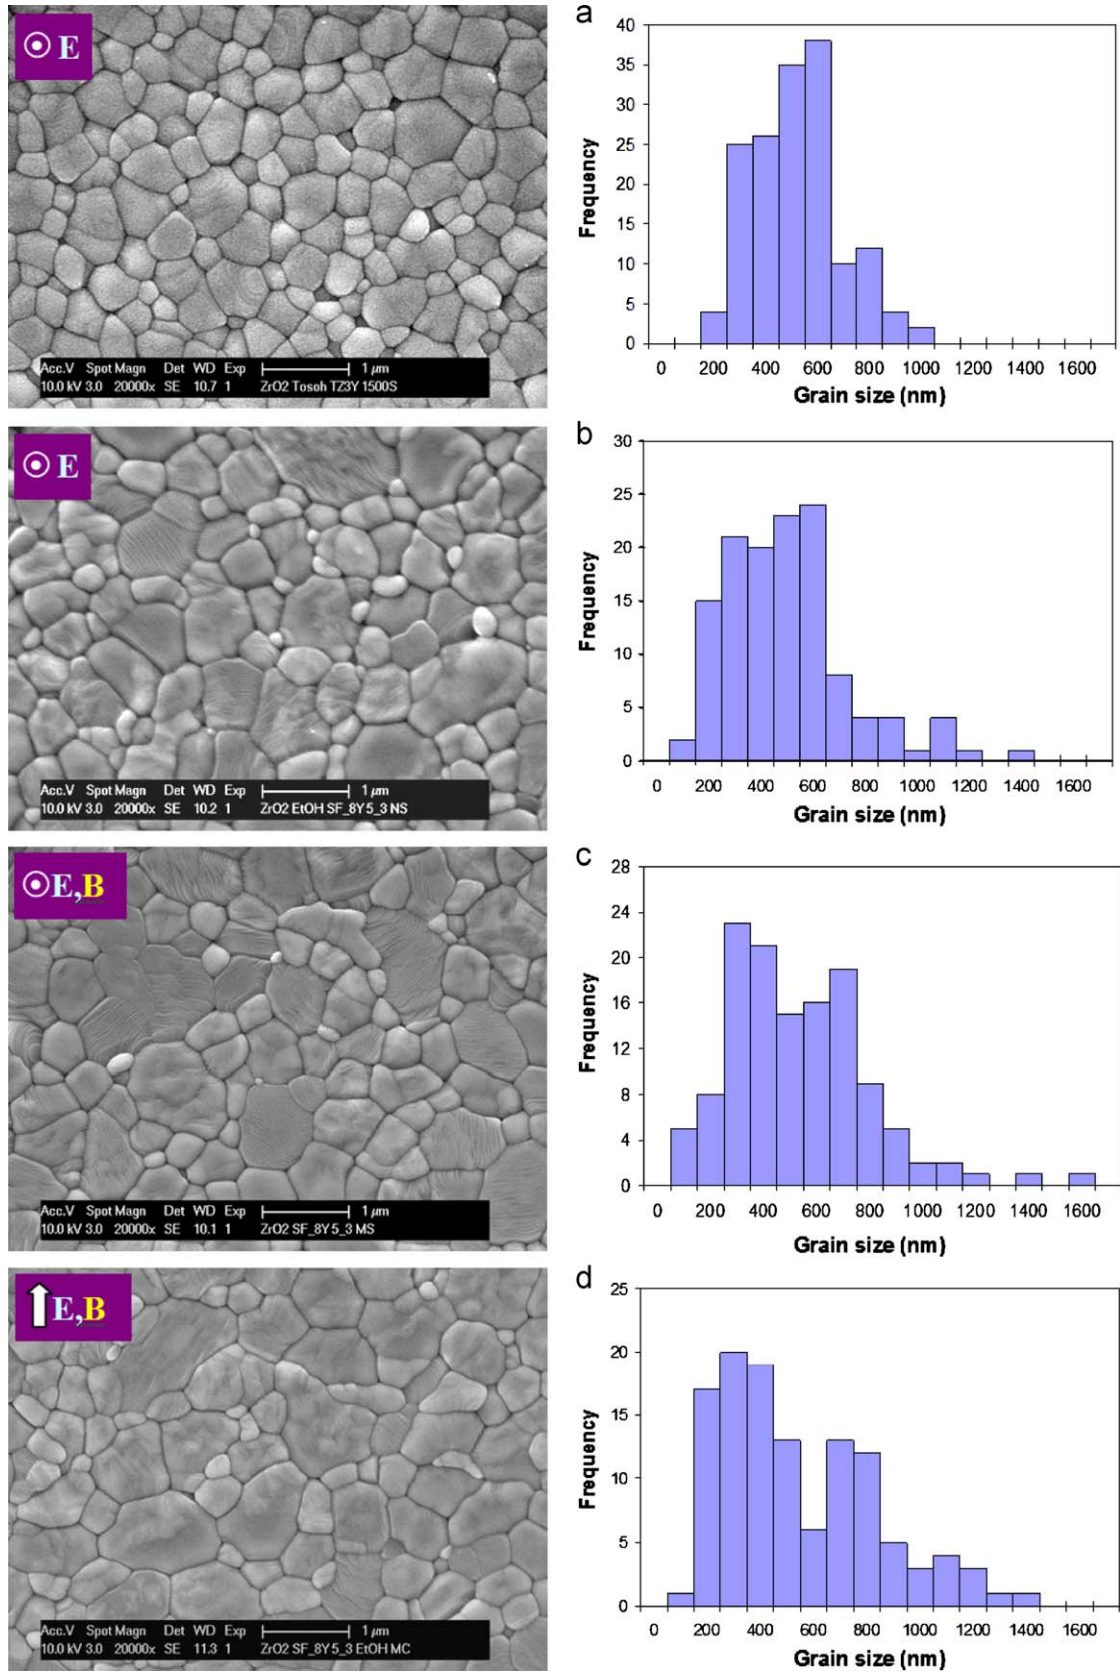 ⊙ E
Acc.V Spot Magn Det WD Exp 1 μm
10.0 kV 3.0 20000x SE 10.7 1 ZrO2 Tosoh TZ3Y 1500S
a
40
35
30
25
20
15
10
5
0
Frequency
0 200 400 600 800 1000 1200 1400 1600
Grain size (nm)
⊙ E
Acc.V Spot Magn Det WD Exp 1 μm
10.0 kV 3.0 20000x SE 10.2 1 ZrO2 EtOH SF_8Y5_3 NS
b
30
25
20
15
10
5
0
Frequency
0 200 400 600 800 1000 1200 1400 1600
Grain size (nm)
⊙E,B
Acc.V Spot Magn Det WD Exp 1 μm
10.0 kV 3.0 20000x SE 10.1 1 ZrO2 SF_8Y5_3 MS
c
28
24
20
16
12
8
4
0
Frequency
0 200 400 600 800 1000 1200 1400 1600
Grain size (nm)
E,B
Acc.V Spot Magn Det WD Exp 1 μm
10.0 kV 3.0 20000x SE 11.3 1 ZrO2 SF_8Y5_3 EtOH MC
d
25
20
15
10
5
0
Frequency
0 200 400 600 800 1000 1200 1400 1600
Grain size (nm)